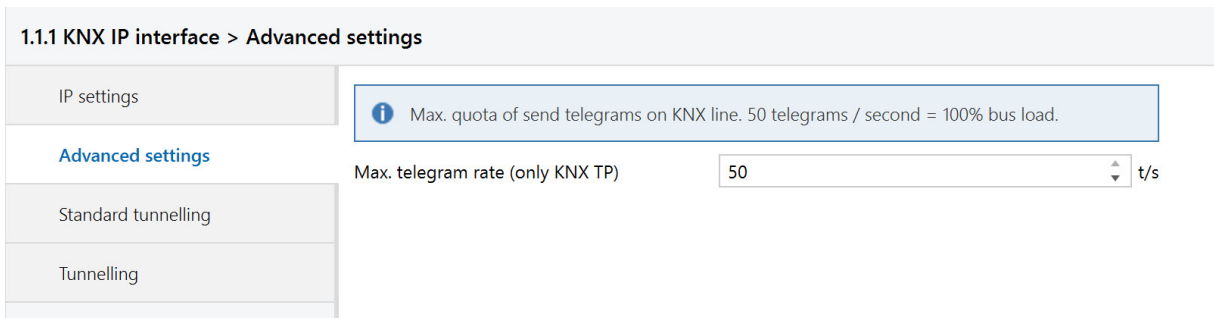 1.1.1 KNX IP interface > Advanced settings
IP settings
Advanced settings
Standard tunnelling
Tunnelling
Max. quota of send telegrams on KNX line. 50 telegrams / second = 100% bus load.
Max. telegram rate (only KNX TP) 50 t/s